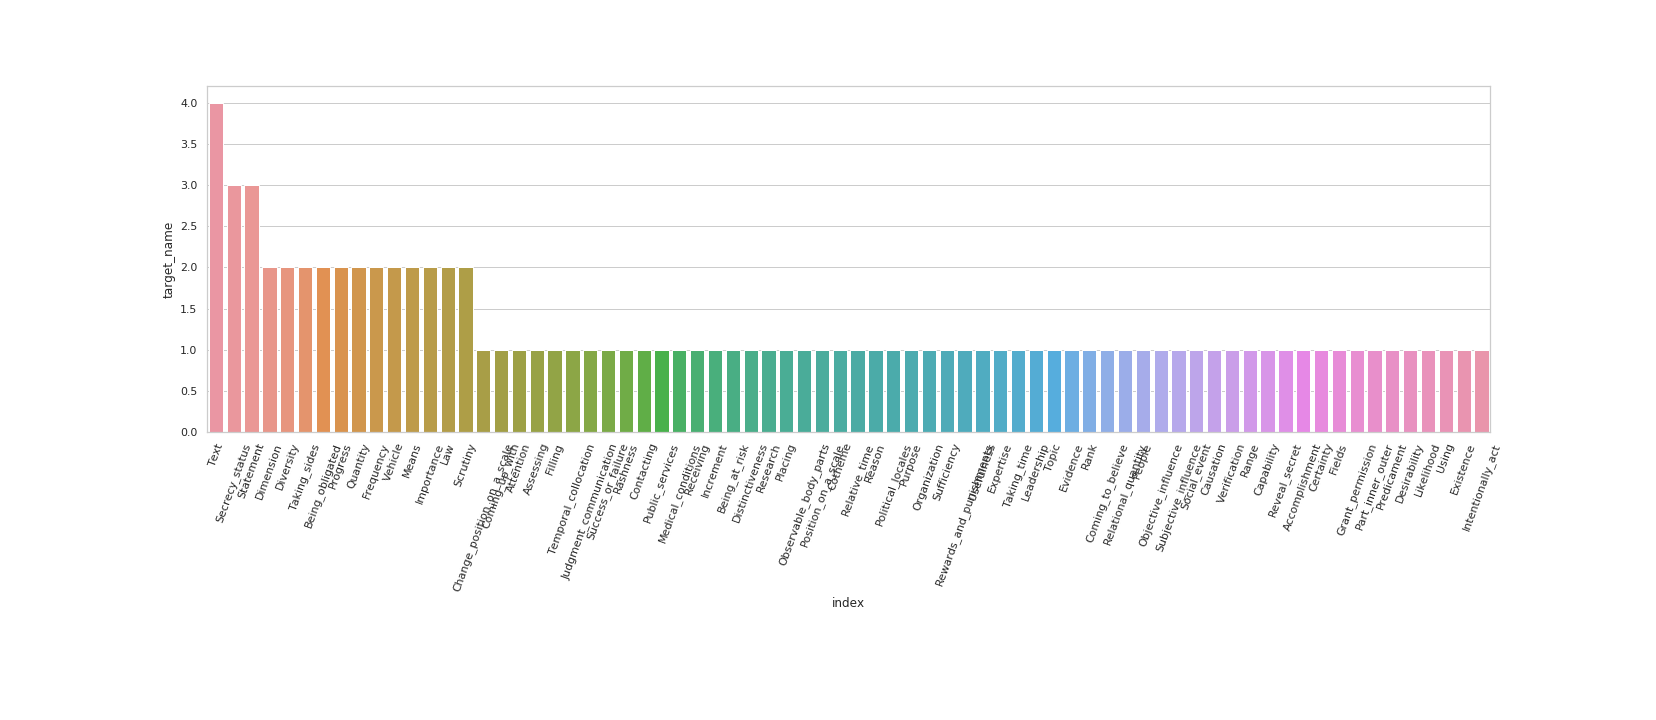 4.0
3.5
3.0
2.5
2.0
1.5
1.0
0.5
0.0
target_name
Text
Secrecy_status
Statement
Dimension
Diversity
Taking_sides
Being_obligated
Progress
Quantity
Frequency
Vehicle
Means
Importance
Law
Scrutiny
Change_position_on_a_scale
Coming_up_with
Attention
Assessing
Filling
Temporal_collocation
Judgment_communication
Success_or_failure
Rashness
Contacting
Public_services
Medical_conditions
Receiving
Increment
Being_at_risk
Distinctiveness
Research
Placing
Observable_body_parts
Position_on_a_scale
Cotheme
Relative_time
Reason
Political_locales
Purpose
Organization
Sufficiency
Rewards_and_punishments
Usefulness
Expertise
Taking_time
Leadership
Topic
Evidence
Rank
Coming_to_believe
Relational_quantity
People
Objective_influence
Subjective_influence
Social_event
Causation
Verification
Range
Capability
Reveal_secret
Accomplishment
Certainty
Fields
Grant_permission
Part_inner_outer
Predicament
Desirability
Likelihood
Using
Existence
Intentionally_act
index